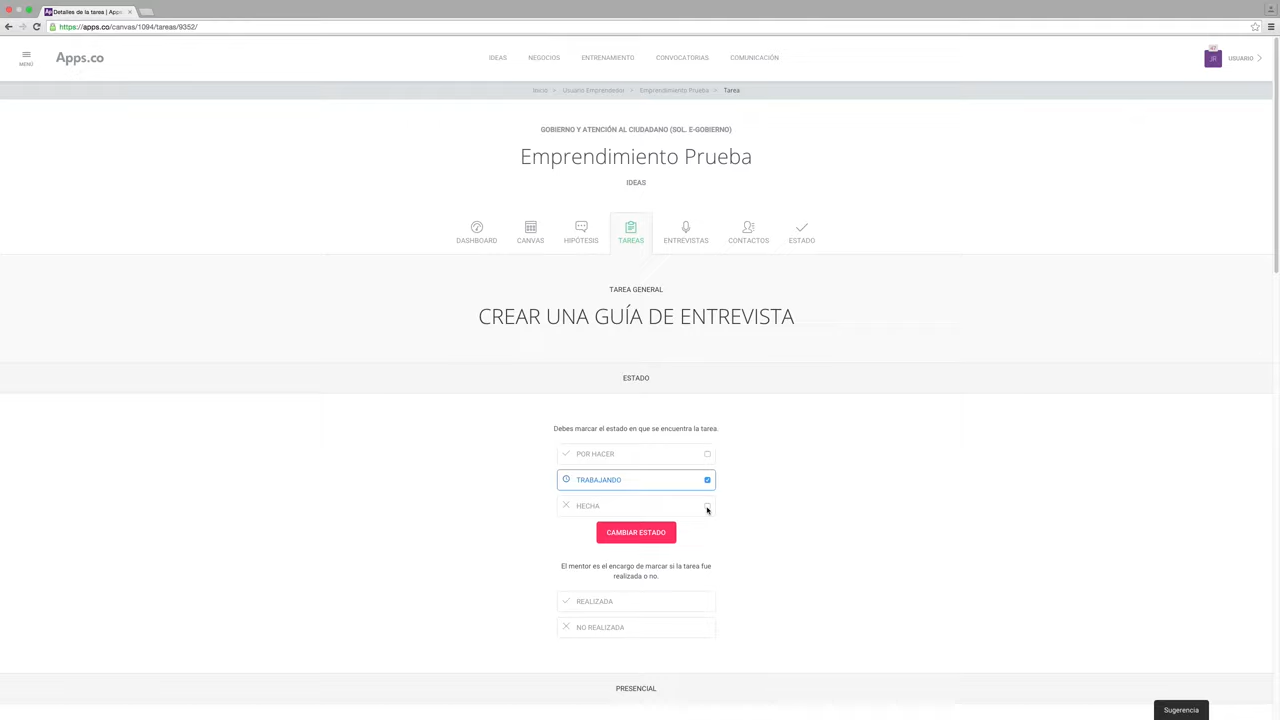 Detalles de la tarea | Apps
https://apps.co/canvas/1094/tareas/9352/
MENÚ
Apps.co
IDEAS NEGOCIOS ENTRENAMIENTO CONVOCATORIAS COMUNICACIÓN
47
JR
USUARIO
Inicio > Usuario Emprendedor > Emprendimiento Prueba > Tarea
GOBIERNO Y ATENCIÓN AL CIUDADANO (SOL. E-GOBIERNO)
Emprendimiento Prueba
IDEAS
DASHBOARD CANVAS HIPÓTESIS TAREAS ENTREVISTAS CONTACTOS ESTADO
TAREA GENERAL
CREAR UNA GUÍA DE ENTREVISTA
ESTADO
Debes marcar el estado en que se encuentra la tarea.
POR HACER
TRABAJANDO
HECHA
CAMBIAR ESTADO
El mentor es el encargo de marcar si la tarea fue
realizada o no.
REALIZADA
NO REALIZADA
PRESENCIAL
Sugerencia